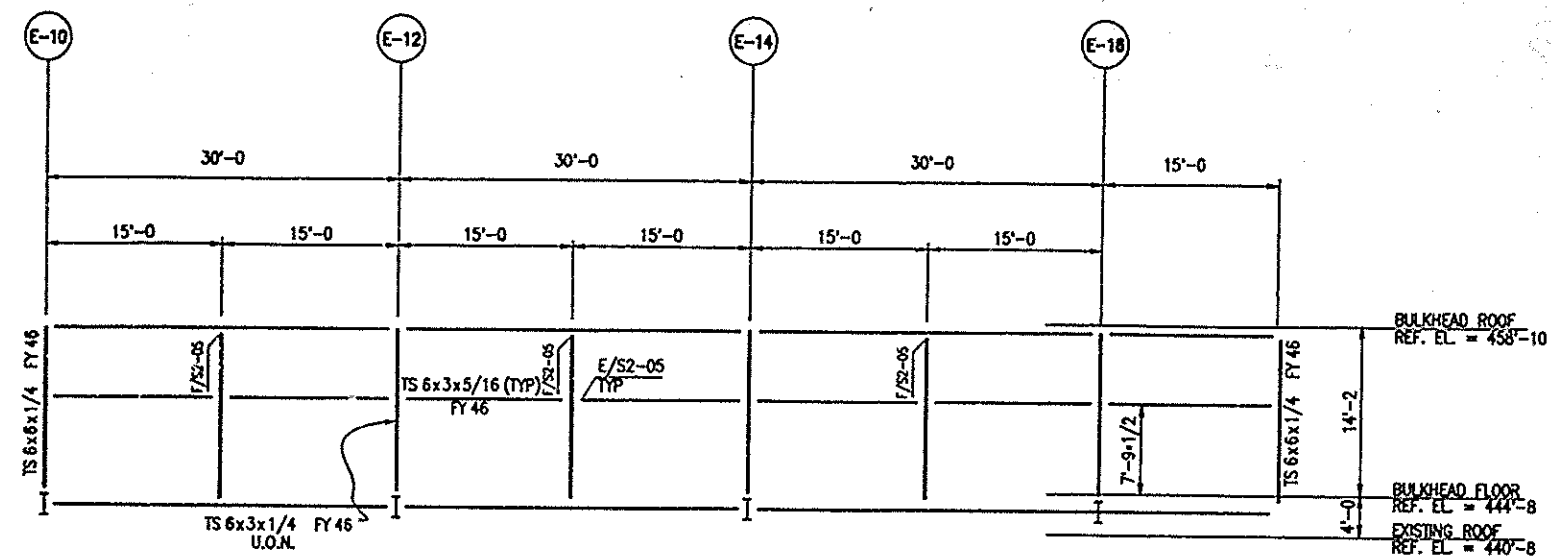 E-10
E-12
E-14
E-18
30'-0
30'-0
30'-0
15'-0
15'-0
15'-0
15'-0
15'-0
15'-0
15'-0
TS 6x6x1/4 FY 46
F/S2-05
TS 6x3x5/16 (TYP)
FY 46
F/S2-05
E/S2-05
TYP
F/S2-05
7'-9+1/2
TS 6x6x1/4 FY 46
14'-2
4'-0
BULKHEAD ROOF
REF. EL. = 458'-10
BULKHEAD FLOOR
REF. EL. = 444'-8
EXISTING ROOF
REF. EL. = 440'-8
TS 6x3x1/4 FY 46
U.O.N.